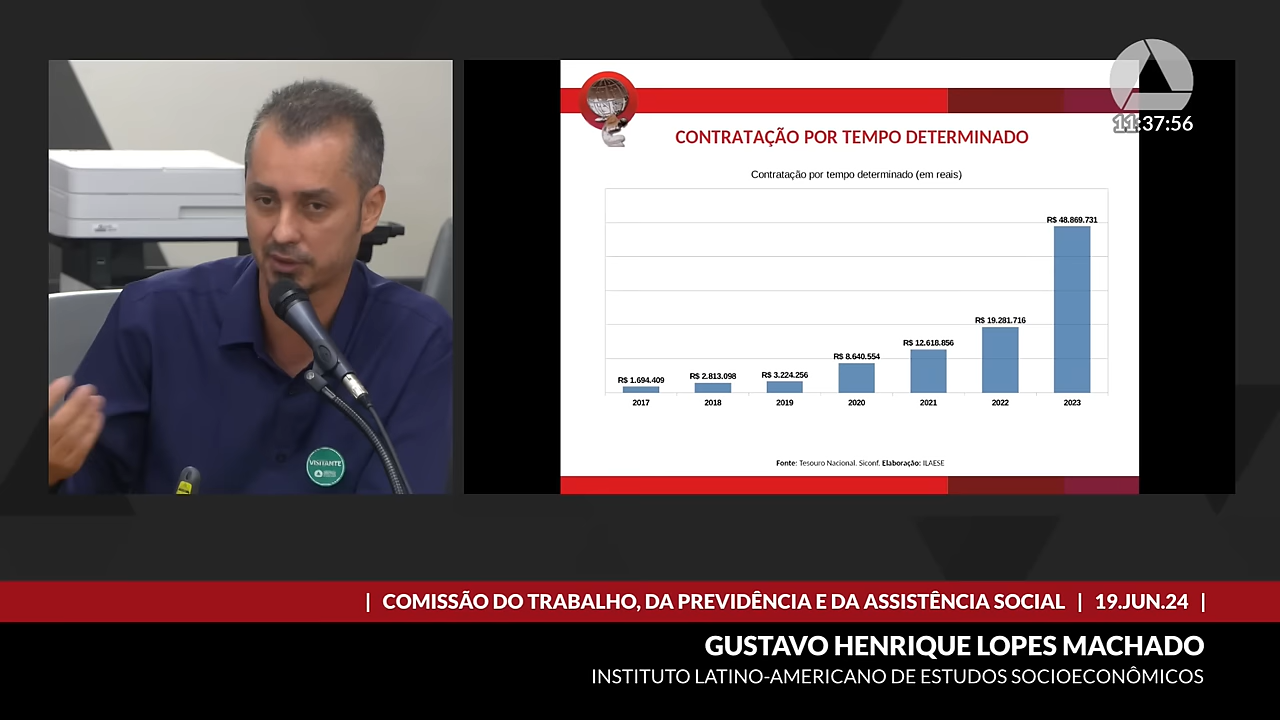 11:37:56
CONTRATAÇÃO POR TEMPO DETERMINADO
Contratação por tempo determinado (em reais)
R$ 48.869.731
R$ 19.281.716
R$ 12.618.856
R$ 8.640.554
R$ 3.224.256
R$ 2.813.098
R$ 1.694.409
2017 2018 2019 2020 2021 2022 2023
Fonte: Tesouro Nacional. Siconf. Elaboração: ILAESE
VISITANTE
| COMISSÃO DO TRABALHO, DA PREVIDÊNCIA E DA ASSISTÊNCIA SOCIAL | 19.JUN.24 |
GUSTAVO HENRIQUE LOPES MACHADO
INSTITUTO LATINO-AMERICANO DE ESTUDOS SOCIOECONÔMICOS